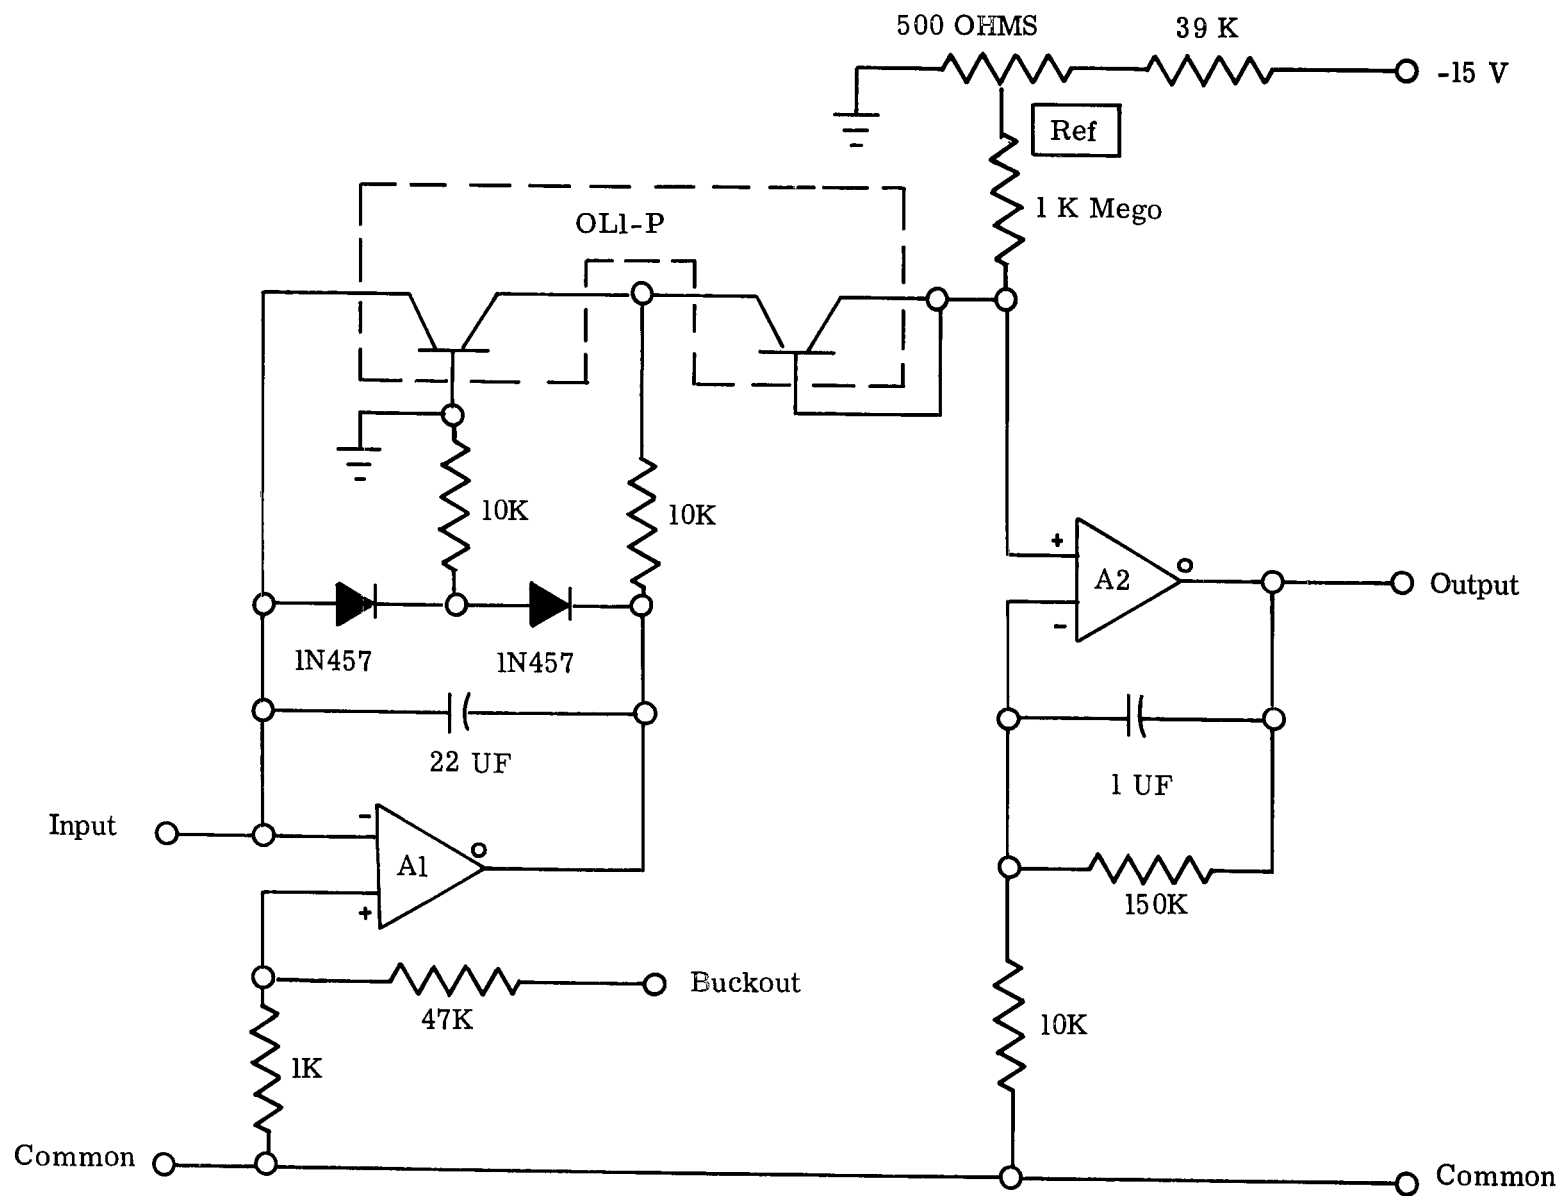 500 OHMS
39 K
-15 V
Ref
1 K Mego
OL1-P
10K
10K
+
A2
-
Output
1N457
1N457
22 UF
1 UF
Input
-
A1
+
150K
Buckout
47K
10K
1K
Common
Common